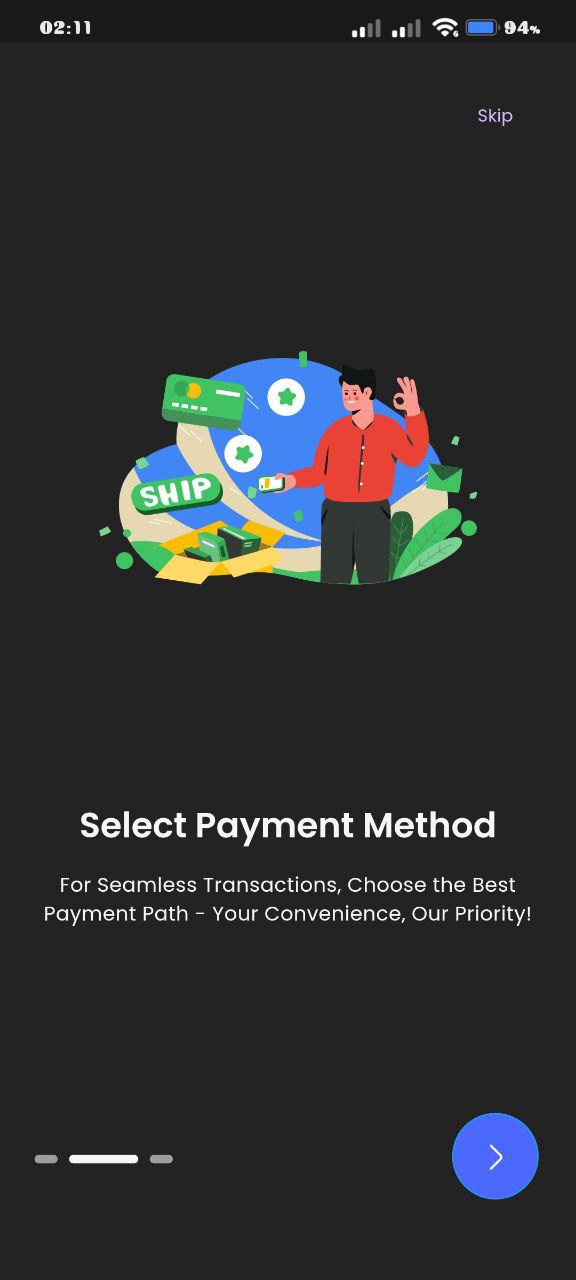 02:11
94%
Skip
SHIP
Select Payment Method
For Seamless Transactions, Choose the Best
Payment Path - Your Convenience, Our Priority!